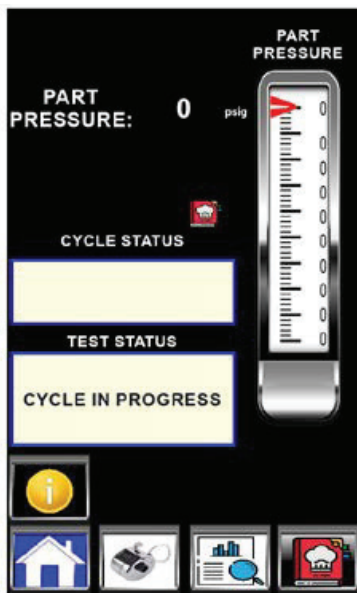 PART
PRESSURE
PART
PRESSURE:
0
psig
0
0
0
0
0
0
0
0
0
0
CYCLE STATUS
TEST STATUS
CYCLE IN PROGRESS
i